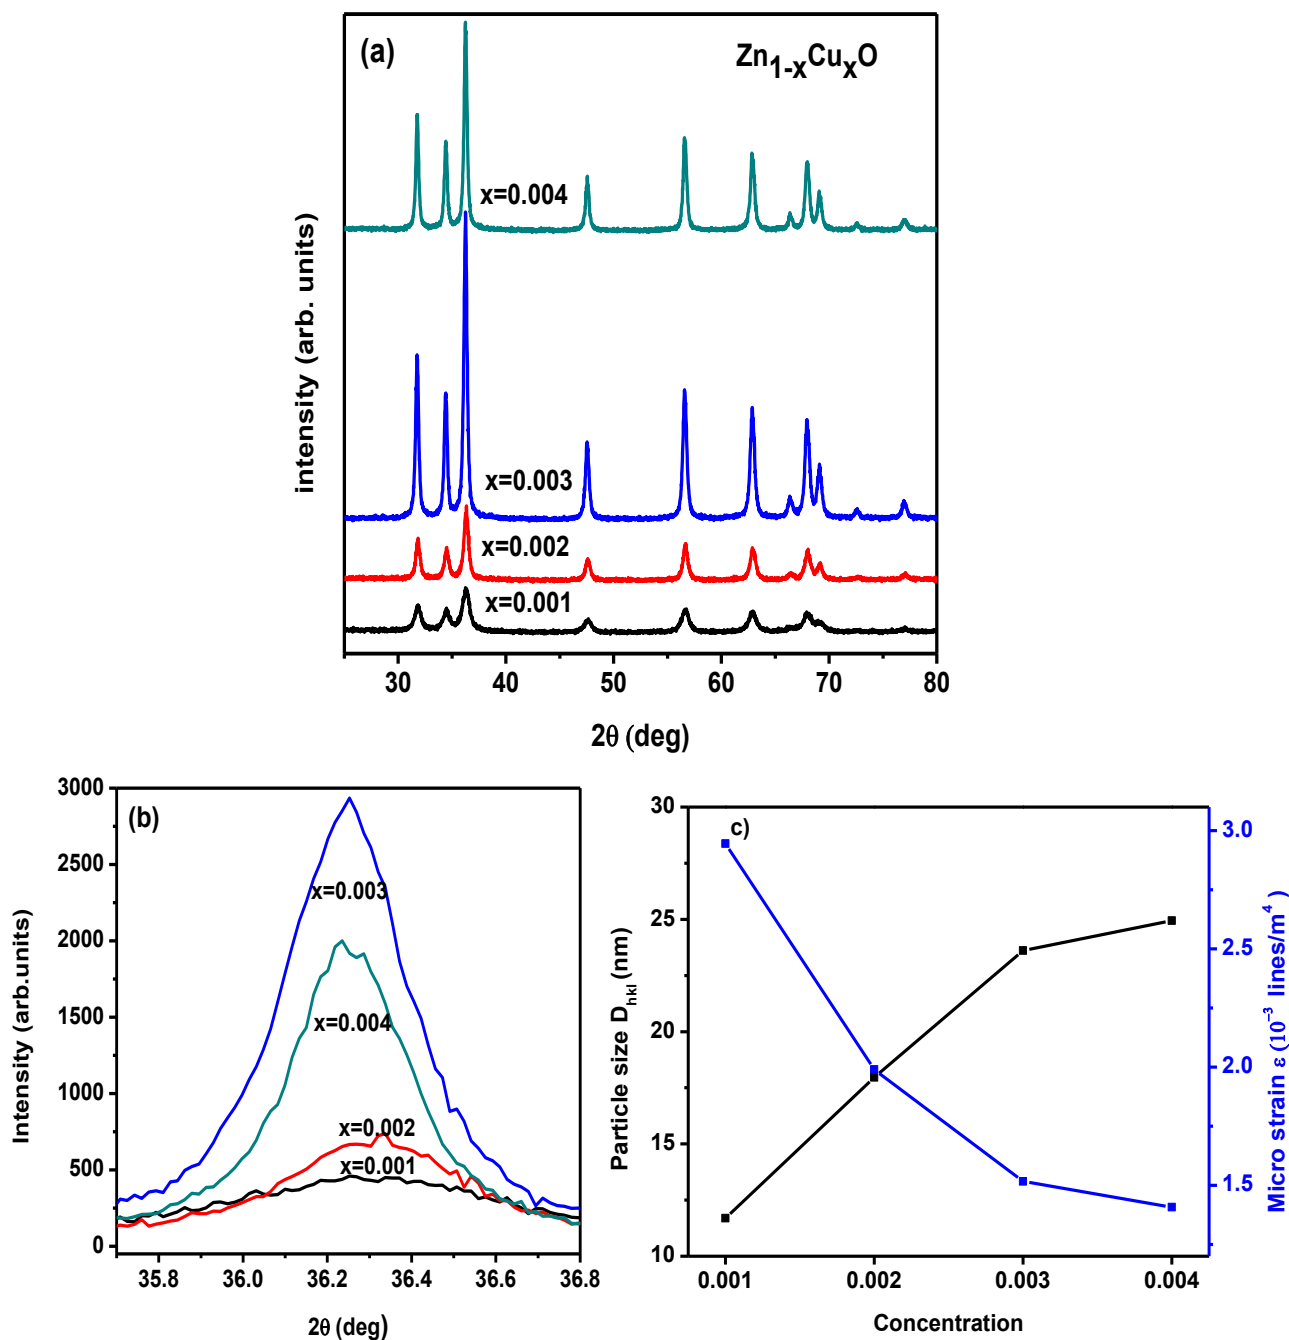 (a)
Zn1-xCuxO
x=0.004
x=0.003
x=0.002
x=0.001
intensity (arb. units)
30 40 50 60 70 80
2θ (deg)
(b)
3000
2500
2000
1500
1000
500
0
x=0.003
x=0.004
x=0.002
x=0.001
Intensity (arb.units)
35.8 36.0 36.2 36.4 36.6 36.8
2θ (deg)
c)
30
25
20
15
10
Particle size Dhkl (nm)
3.0
2.5
2.0
1.5
Micro strain ε (10⁻³ lines/m⁴)
0.001 0.002 0.003 0.004
Concentration